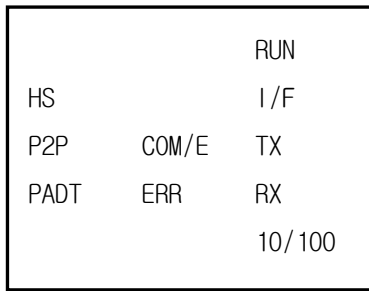 RUN
HS I/F
P2P COM/E TX
PADT ERR RX
10/100